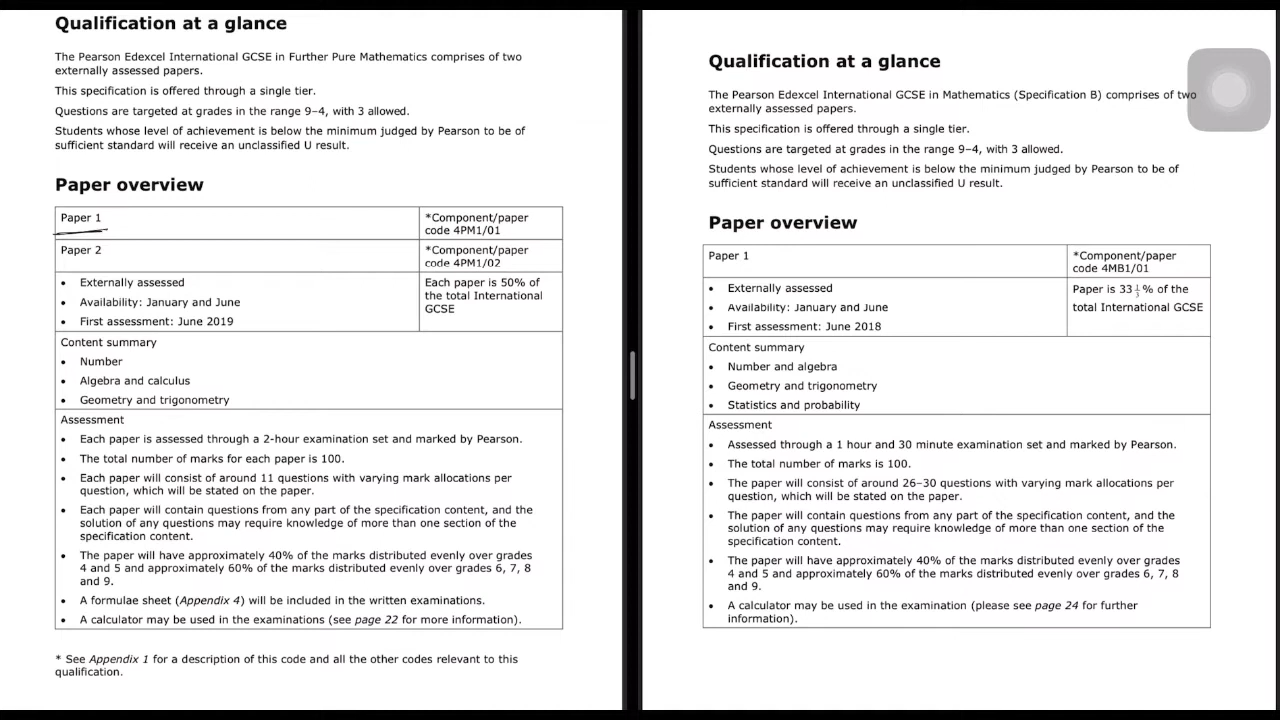 Qualification at a glance
The Pearson Edexcel International GCSE in Further Pure Mathematics comprises of two
externally assessed papers.
This specification is offered through a single tier.
Questions are targeted at grades in the range 9–4, with 3 allowed.
Students whose level of achievement is below the minimum judged by Pearson to be of
sufficient standard will receive an unclassified U result.
Paper overview
Paper 1
*Component/paper
code 4PM1/01
Paper 2
*Component/paper
code 4PM1/02
• Externally assessed
• Availability: January and June
• First assessment: June 2019
Each paper is 50% of
the total International
GCSE
Content summary
• Number
• Algebra and calculus
• Geometry and trigonometry
Assessment
• Each paper is assessed through a 2-hour examination set and marked by Pearson.
• The total number of marks for each paper is 100.
• Each paper will consist of around 11 questions with varying mark allocations per
question, which will be stated on the paper.
• Each paper will contain questions from any part of the specification content, and the
solution of any questions may require knowledge of more than one section of the
specification content.
• The paper will have approximately 40% of the marks distributed evenly over grades
4 and 5 and approximately 60% of the marks distributed evenly over grades 6, 7, 8
and 9.
• A formulae sheet (Appendix 4) will be included in the written examinations.
• A calculator may be used in the examinations (see page 22 for more information).
* See Appendix 1 for a description of this code and all the other codes relevant to this
qualification.
Qualification at a glance
The Pearson Edexcel International GCSE in Mathematics (Specification B) comprises of two
externally assessed papers.
This specification is offered through a single tier.
Questions are targeted at grades in the range 9–4, with 3 allowed.
Students whose level of achievement is below the minimum judged by Pearson to be of
sufficient standard will receive an unclassified U result.
Paper overview
Paper 1
*Component/paper
code 4MB1/01
• Externally assessed
• Availability: January and June
• First assessment: June 2018
Paper is 33 1/3 % of the
total International GCSE
Content summary
• Number and algebra
• Geometry and trigonometry
• Statistics and probability
Assessment
• Assessed through a 1 hour and 30 minute examination set and marked by Pearson.
• The total number of marks is 100.
• The paper will consist of around 26–30 questions with varying mark allocations per
question, which will be stated on the paper.
• The paper will contain questions from any part of the specification content, and the
solution of any questions may require knowledge of more than one section of the
specification content.
• The paper will have approximately 40% of the marks distributed evenly over grades
4 and 5 and approximately 60% of the marks distributed evenly over grades 6, 7, 8
and 9.
• A calculator may be used in the examination (please see page 24 for further
information).